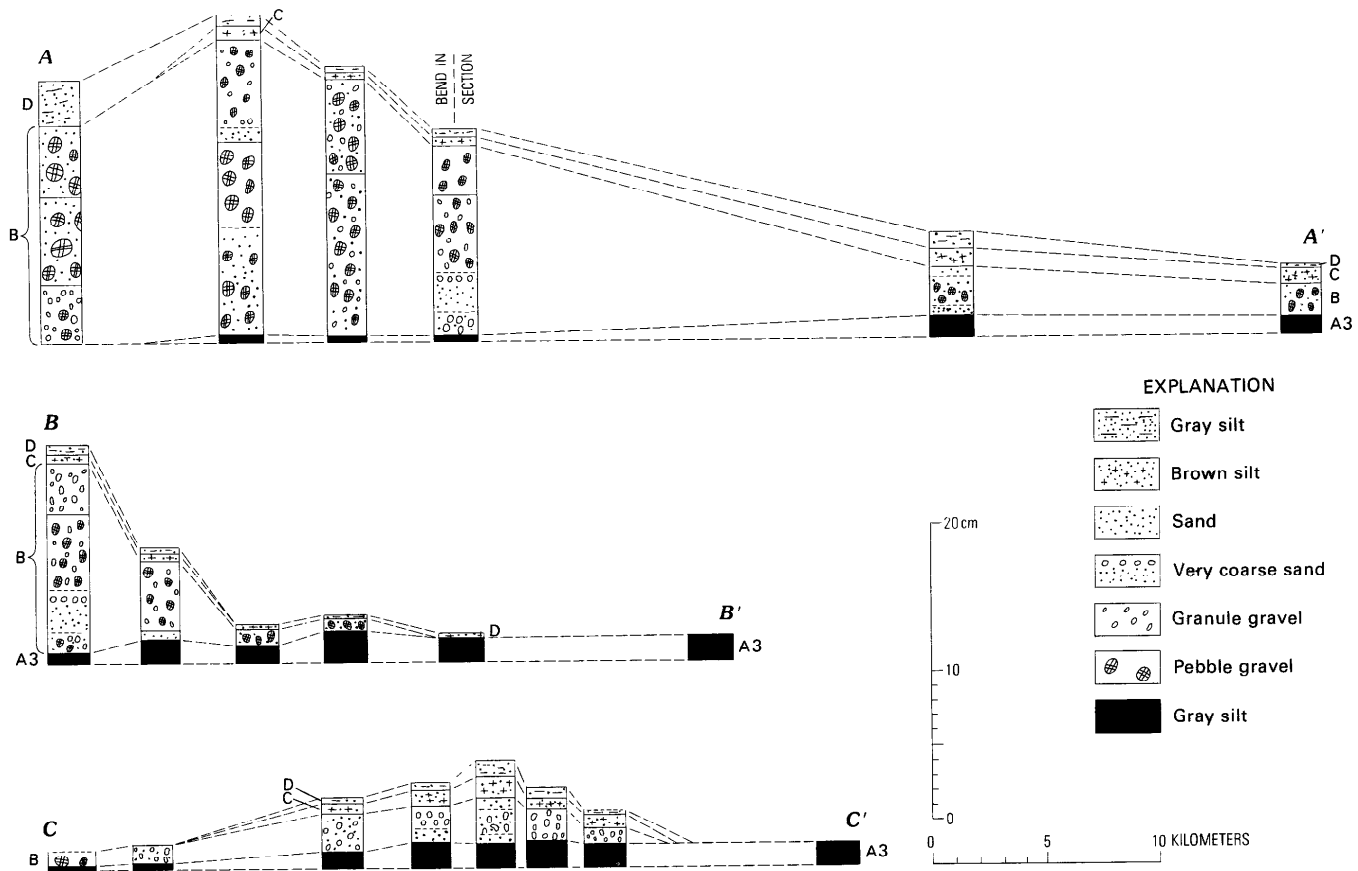 A
C
D
BEND IN
SECTION
B
A'
D
C
B
A3
B
D
C
B
A3
B'
D
A3
C
D
C
B
C'
A3
EXPLANATION
Gray silt
Brown silt
Sand
Very coarse sand
Granule gravel
Pebble gravel
Gray silt
20 cm
10
0
0 5 10 KILOMETERS